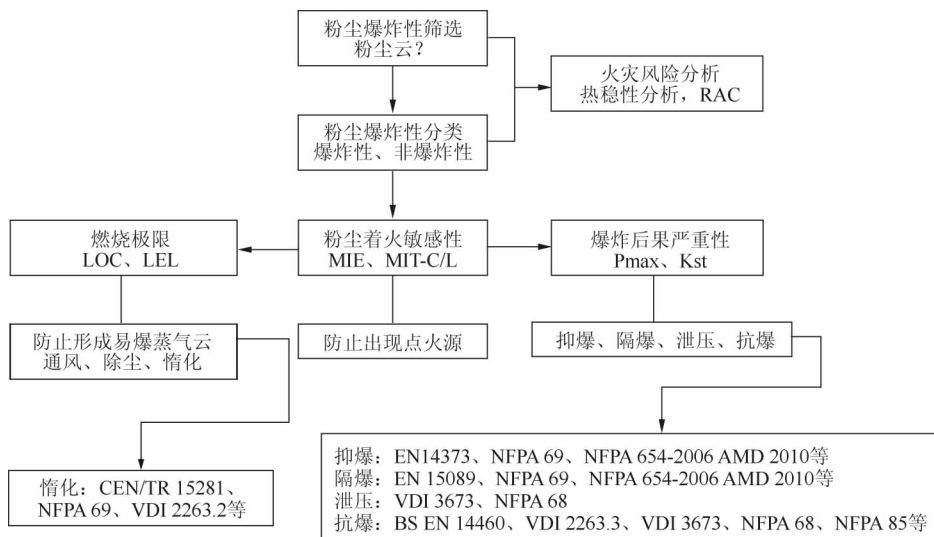 粉尘爆炸性筛选
粉尘云？
火灾风险分析
热稳性分析，RAC
粉尘爆炸性分类
爆炸性、非爆炸性
燃烧极限
LOC、LEL
粉尘着火敏感性
MIE、MIT-C/L
爆炸后果严重性
Pmax、Kst
防止形成易爆蒸气云
通风、除尘、惰化
防止出现点火源
抑爆、隔爆、泄压、抗爆
惰化：CEN/TR 15281、
NFPA 69、VDI 2263.2等
抑爆：EN14373、NFPA 69、NFPA 654-2006 AMD 2010等
隔爆：EN 15089、NFPA 69、NFPA 654-2006 AMD 2010等
泄压：VDI 3673、NFPA 68
抗爆：BS EN 14460、VDI 2263.3、VDI 3673、NFPA 68、NFPA 85等